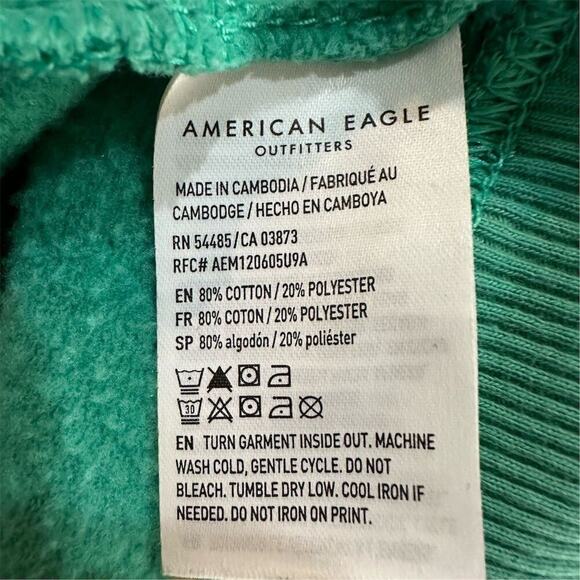 AMERICAN EAGLE
OUTFITTERS
MADE IN CAMBODIA / FABRIQUÉ AU
CAMBODGE / HECHO EN CAMBOYA
RN 54485 / CA 03873
RFC# AEM120605U9A
EN 80% COTTON / 20% POLYESTER
FR 80% COTON / 20% POLYESTER
SP 80% algodón / 20% poliéster
30
EN TURN GARMENT INSIDE OUT. MACHINE
WASH COLD, GENTLE CYCLE. DO NOT
BLEACH. TUMBLE DRY LOW. COOL IRON IF
NEEDED. DO NOT IRON ON PRINT.